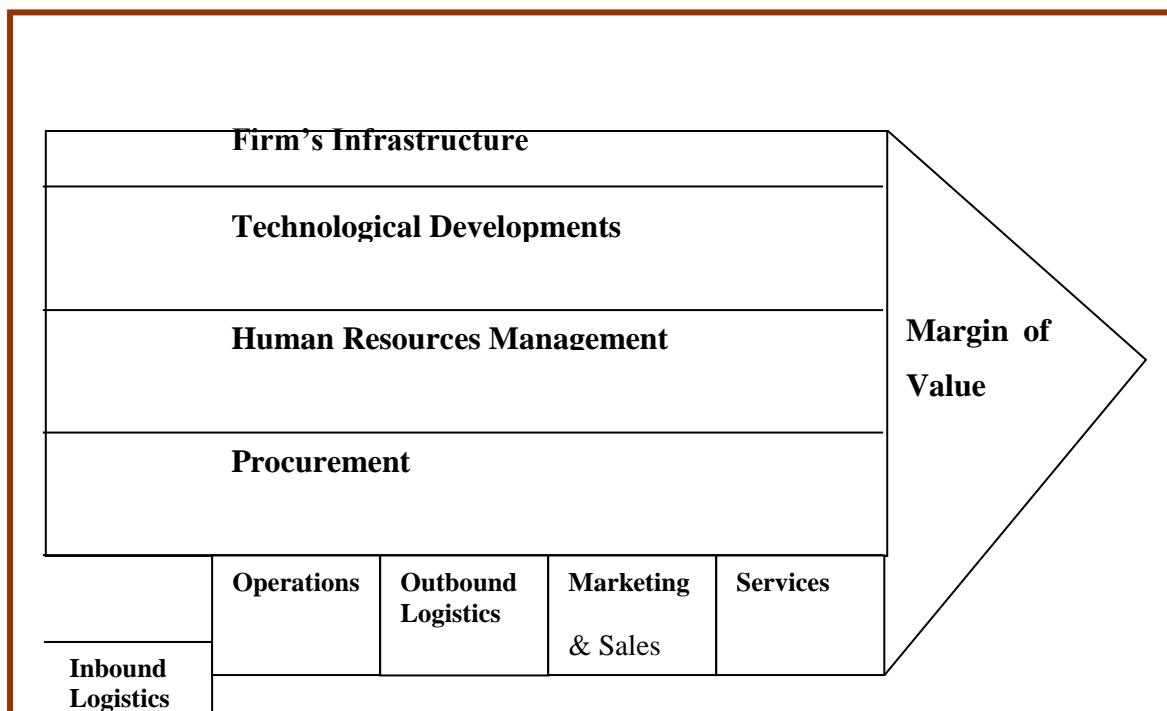 Firm’s Infrastructure
Technological Developments
Human Resources Management
Margin of
Value
Procurement
Operations
Outbound
Logistics
Marketing
& Sales
Services
Inbound
Logistics